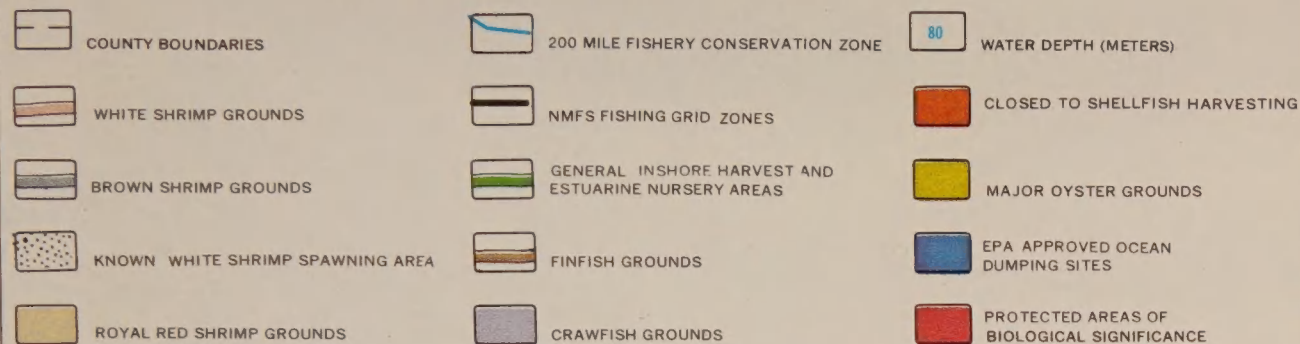 COUNTY BOUNDARIES
WHITE SHRIMP GROUNDS
BROWN SHRIMP GROUNDS
KNOWN WHITE SHRIMP SPAWNING AREA
ROYAL RED SHRIMP GROUNDS
200 MILE FISHERY CONSERVATION ZONE
NMFS FISHING GRID ZONES
GENERAL INSHORE HARVEST AND
ESTUARINE NURSERY AREAS
FINFISH GROUNDS
CRAWFISH GROUNDS
80
WATER DEPTH (METERS)
CLOSED TO SHELLFISH HARVESTING
MAJOR OYSTER GROUNDS
EPA APPROVED OCEAN
DUMPING SITES
PROTECTED AREAS OF
BIOLOGICAL SIGNIFICANCE